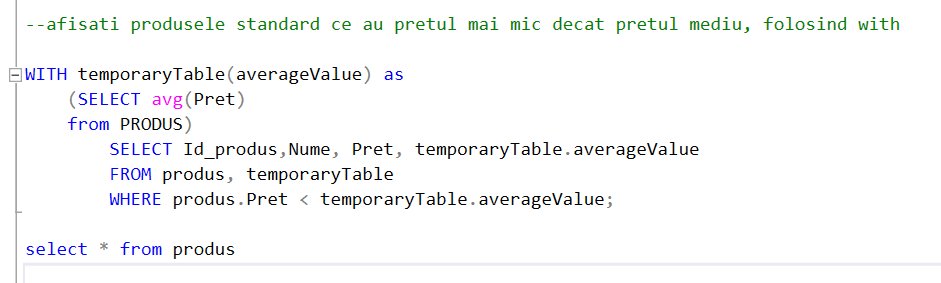 --afisati produsele standard ce au pretul mai mic decat pretul mediu, folosind with
WITH temporaryTable(averageValue) as
(SELECT avg(Pret)
from PRODUS)
SELECT Id_produs,Nume, Pret, temporaryTable.averageValue
FROM produs, temporaryTable
WHERE produs.Pret < temporaryTable.averageValue;
select * from produs